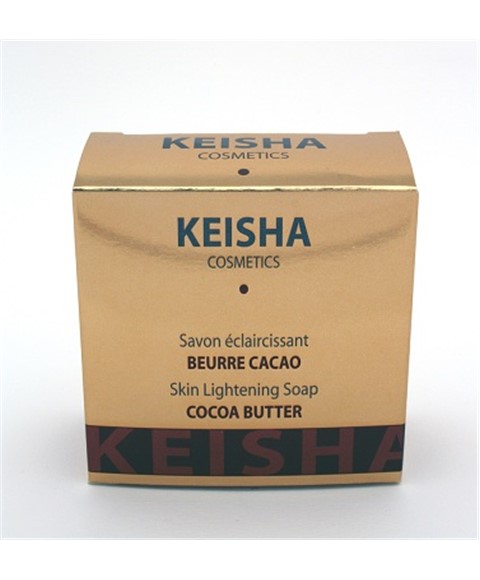 KEISHA
COSMETICS
KEISHA
COSMETICS
Savon éclaircissant
BEURRE CACAO
Skin Lightening Soap
COCOA BUTTER
KEISHA